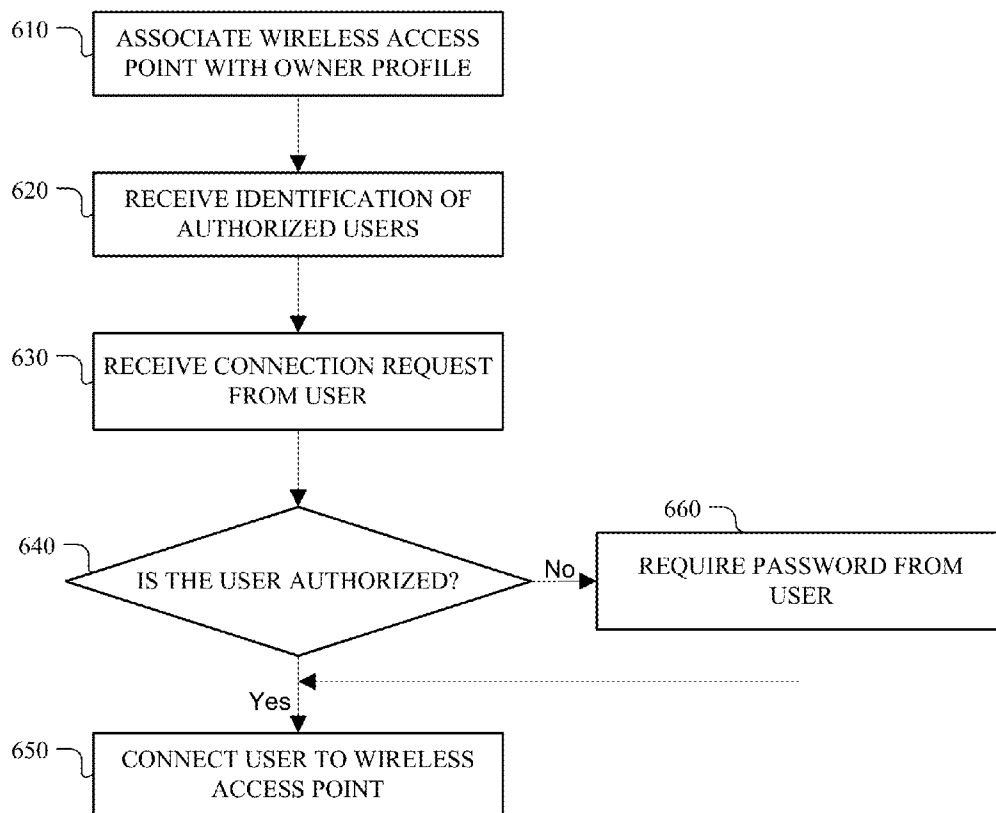 610
ASSOCIATE WIRELESS ACCESS
POINT WITH OWNER PROFILE
620
RECEIVE IDENTIFICATION OF
AUTHORIZED USERS
630
RECEIVE CONNECTION REQUEST
FROM USER
640
IS THE USER AUTHORIZED?
No
660
REQUIRE PASSWORD FROM
USER
Yes
650
CONNECT USER TO WIRELESS
ACCESS POINT